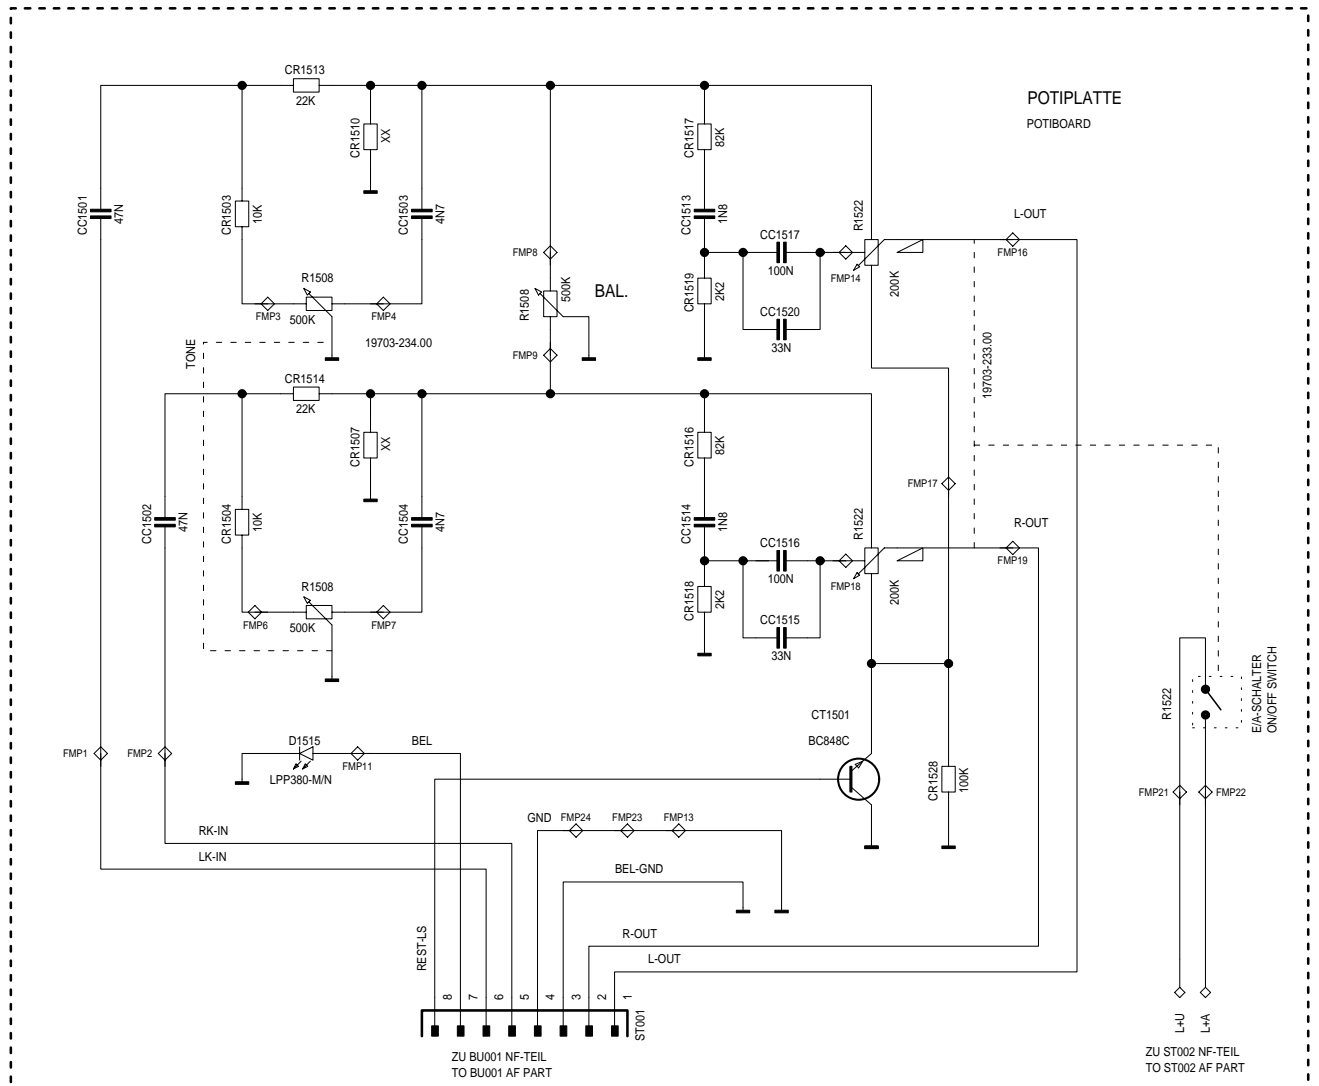 CR1513
22K
POTIPLATTE
POTIBOARD
CR1510
XX
CR1517
82K
CC1501
47N
CR1503
10K
CC1503
4N7
CC1513
1N8
R1522
L-OUT
CC1517
100N
FMP8
FMP14
FMP16
R1508
500K
FMP3
FMP4
R1508
500K
BAL.
CR1519
2K2
200K
CC1520
33N
19703-234.00
TONE
FMP9
19703-233.00
CR1514
22K
CR1507
XX
CR1516
82K
FMP17
CC1502
47N
CR1504
10K
CC1504
4N7
CC1514
1N8
R1522
R-OUT
CC1516
100N
FMP18
FMP19
R1508
500K
FMP6
FMP7
CR1518
2K2
200K
CC1515
33N
R1522
E/A-SCHALTER
ON/OFF SWITCH
CT1501
BC848C
FMP1
FMP2
D1515
LPP380-M/N
FMP11
BEL
CR1528
100K
FMP21
FMP22
RK-IN
LK-IN
GND
FMP24
FMP23
FMP13
BEL-GND
REST-LS
R-OUT
L-OUT
8
7
6
5
4
3
2
1
ST001
L+U
L+A
ZU BU001 NF-TEIL
TO BU001 AF PART
ZU ST002 NF-TEIL
TO ST002 AF PART